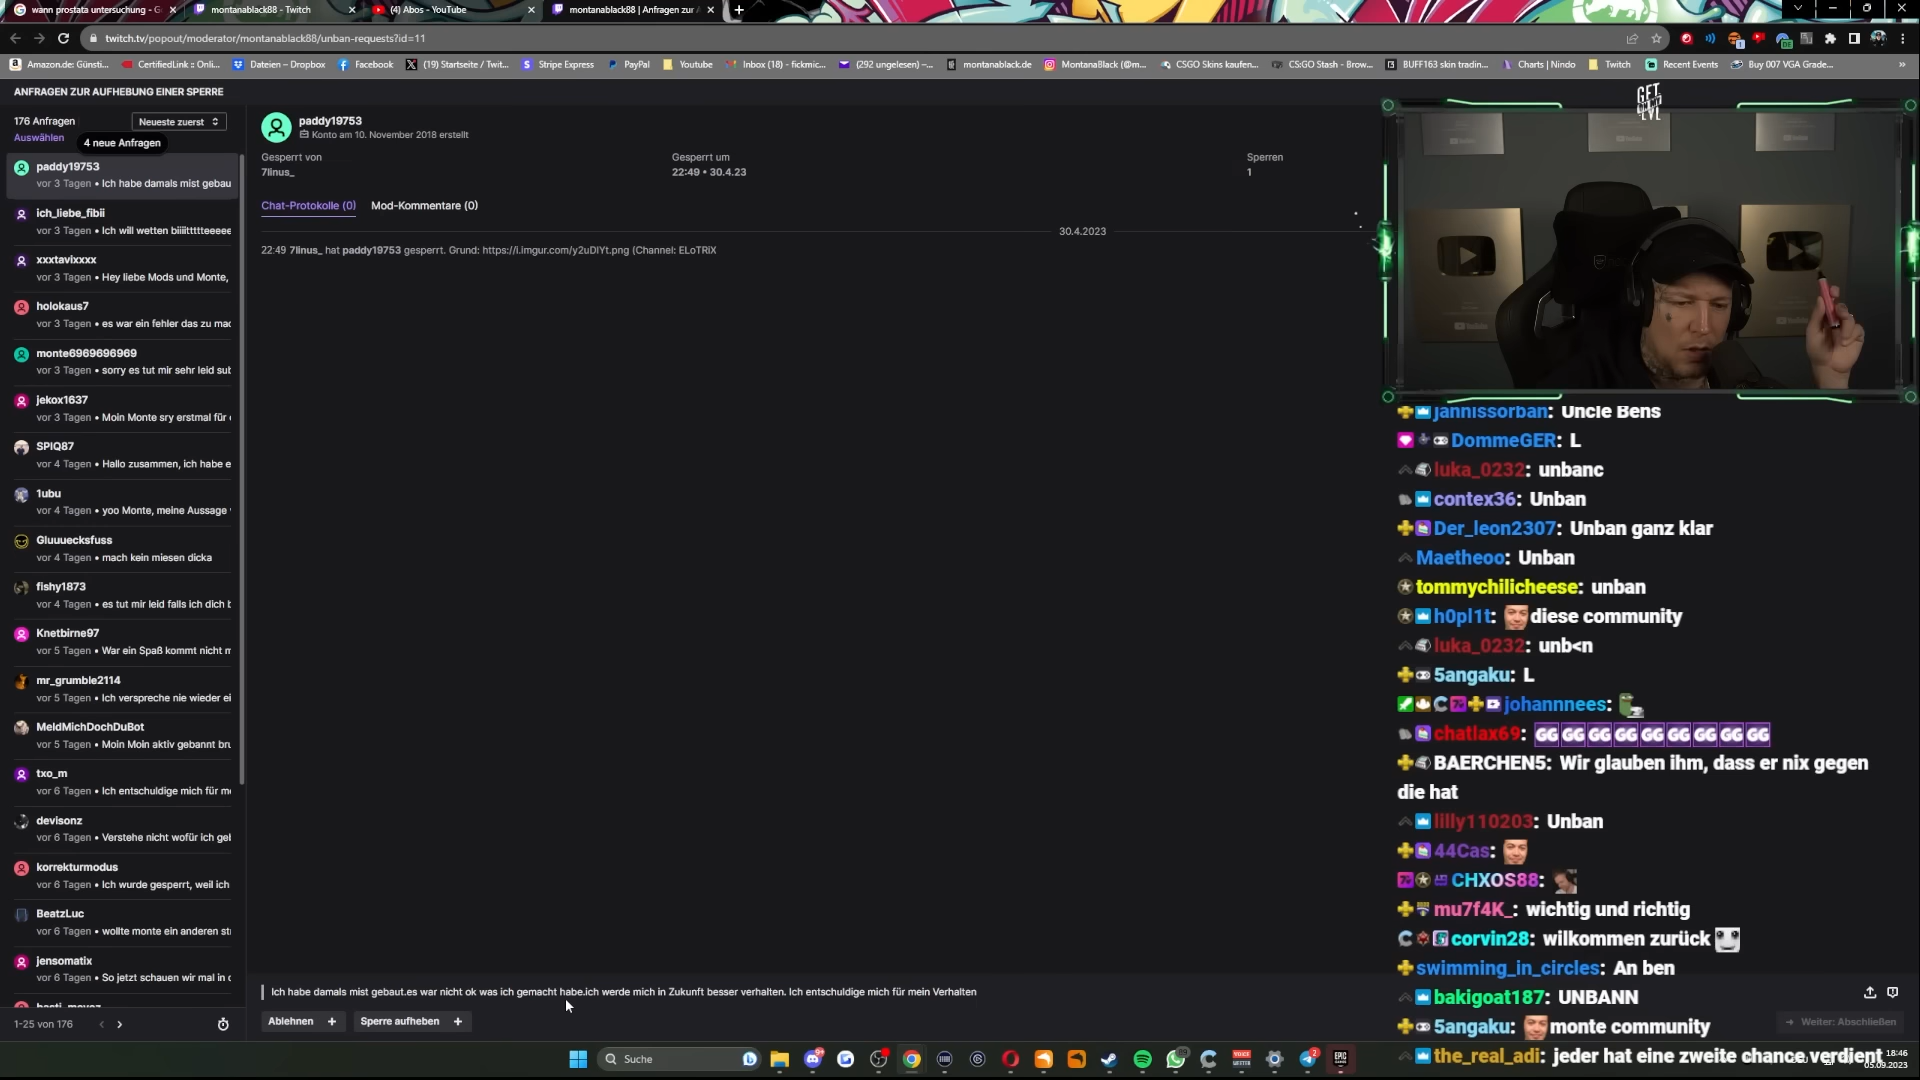 wann prostata untersuchung - G
montanablack88 - Twitch
(4) Abos - YouTube
montanablack88 | Anfragen zur A
twitch.tv/popout/moderator/montanablack88/unban-requests?id=11
Amazon.de: Günsti...
CertifiedLink :: Onli...
Dateien – Dropbox
Facebook
(19) Startseite / Twit...
Stripe Express
PayPal
Youtube
Inbox (18) - fickmic...
(292 ungelesen) –...
montanablack.de
MontanaBlack (@m...
CSGO Skins kaufen...
CS:GO Stash - Brow...
BUFF163 skin tradin...
Charts | Nindo
Twitch
Recent Events
Buy 007 VGA Grade...
ANFRAGEN ZUR AUFHEBUNG EINER SPERRE
176 Anfragen
Neueste zuerst
Auswählen
4 neue Anfragen
paddy19753
vor 3 Tagen • Ich habe damals mist gebau
ich_liebe_fibii
vor 3 Tagen • Ich will wetten biiiittttteeeee
xxxtavixxxx
vor 3 Tagen • Hey liebe Mods und Monte,
holokaus7
vor 3 Tagen • es war ein fehler das zu mac
monte6969696969
vor 3 Tagen • sorry es tut mir sehr leid sub
jekox1637
vor 3 Tagen • Moin Monte sry erstmal für
SPIQ87
vor 4 Tagen • Hallo zusammen, ich habe e
1ubu
vor 4 Tagen • yoo Monte, meine Aussage
Gluuuecksfuss
vor 4 Tagen • mach kein miesen dicka
fishy1873
vor 4 Tagen • es tut mir leid falls ich dich b
Knetbirne97
vor 5 Tagen • War ein Spaß kommt nicht m
mr_grumble2114
vor 5 Tagen • Ich verspreche nie wieder ei
MeldMichDochDuBot
vor 5 Tagen • Moin Moin aktiv gebannt bru
txo_m
vor 6 Tagen • Ich entschuldige mich für m
devisonz
vor 6 Tagen • Verstehe nicht wofür ich gel
korrekturmodus
vor 6 Tagen • Ich wurde gesperrt, weil ich
BeatzLuc
vor 6 Tagen • wollte monte ein anderen st
jensomatix
vor 6 Tagen • So jetzt schauen wir mal in
1-25 von 176
paddy19753
Konto am 10. November 2018 erstellt
Gesperrt von
7linus_
Gesperrt um
22:49 • 30.4.23
Sperren
1
Chat-Protokolle (0)
Mod-Kommentare (0)
30.4.2023
22:49 7linus_ hat paddy19753 gesperrt. Grund: https://i.imgur.com/y2uDIYt.png (Channel: ELoTRiX
Ich habe damals mist gebaut.es war nicht ok was ich gemacht habe.ich werde mich in Zukunft besser verhalten. Ich entschuldige mich für mein Verhalten
Ablehnen +
Sperre aufheben +
Weiter: Abschließen
GET
LVL
jannissorban: Uncle Bens
DommeGER: L
luka_0232: unbanc
contex36: Unban
Der_leon2307: Unban ganz klar
Maetheoo: Unban
tommychilicheese: unban
h0pl1t: diese community
luka_0232: unb<n
5angaku: L
johannnees:
chatlax69: GG GG GG GG GG GG GG GG GG
BAERCHEN5: Wir glauben ihm, dass er nix gegen
die hat
lilly110203: Unban
44Cas:
CHXOS88:
mu7f4K_: wichtig und richtig
corvin28: wilkommen zurück
swimming_in_circles: An ben
bakigoat187: UNBANN
5angaku: monte community
the_real_adi: jeder hat eine zweite chance verdient
Suche
18:46
05.09.2023